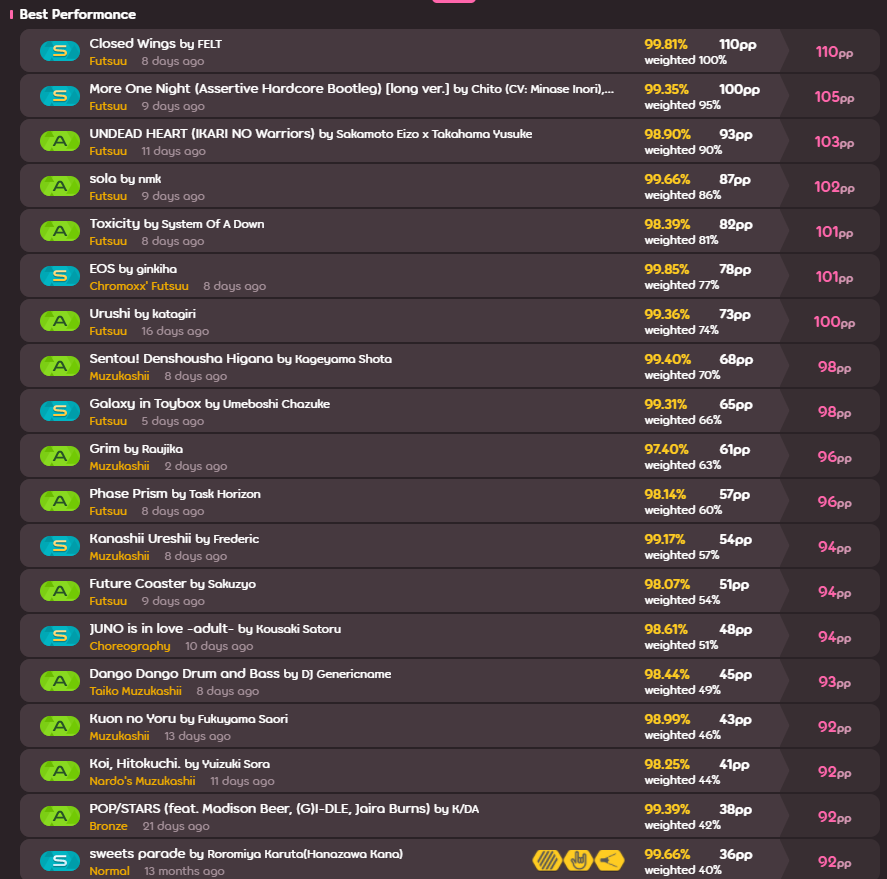 Best Performance
S Closed Wings by FELT 99.81% 110pp 110pp
Futsuu 8 days ago weighted 100%
S More One Night (Assertive Hardcore Bootleg) [long ver.] by Chito (CV: Minase Inori),... 99.35% 100pp 105pp
Futsuu 9 days ago weighted 95%
A UNDEAD HEART (IKARI NO Warriors) by Sakamoto Eizo x Takahama Yusuke 98.90% 93pp 103pp
Futsuu 11 days ago weighted 90%
A sola by nmk 99.66% 87pp 102pp
Futsuu 9 days ago weighted 86%
A Toxicity by System Of A Down 98.39% 82pp 101pp
Futsuu 8 days ago weighted 81%
S EOS by ginkiha 99.85% 78pp 101pp
Chromoxx' Futsuu 8 days ago weighted 77%
A Urushi by katagiri 99.36% 73pp 100pp
Futsuu 16 days ago weighted 74%
A Sentou! Denshousha Higana by Kageyama Shota 99.40% 68pp 98pp
Muzukashii 8 days ago weighted 70%
S Galaxy in Toybox by Umeboshi Chazuke 99.31% 65pp 98pp
Futsuu 5 days ago weighted 66%
A Grim by Raujika 97.40% 61pp 96pp
Muzukashii 2 days ago weighted 63%
A Phase Prism by Task Horizon 98.14% 57pp 96pp
Futsuu 8 days ago weighted 60%
S Kanashii Ureshii by Frederic 99.17% 54pp 94pp
Muzukashii 8 days ago weighted 57%
A Future Coaster by Sakuzyo 98.07% 51pp 94pp
Futsuu 9 days ago weighted 54%
S JUNO is in love -adult- by Kousaki Satoru 98.61% 48pp 94pp
Choreography 10 days ago weighted 51%
A Dango Dango Drum and Bass by DJ Genericname 98.44% 45pp 93pp
Taiko Muzukashii 8 days ago weighted 49%
A Kuon no Yoru by Fukuyama Saori 98.99% 43pp 92pp
Muzukashii 13 days ago weighted 46%
A Koi, Hitokuchi. by Yuizuki Sora 98.25% 41pp 92pp
Nardo's Muzukashii 11 days ago weighted 44%
A POP/STARS (feat. Madison Beer, (G)I-DLE, Jaira Burns) by K/DA 99.39% 38pp 92pp
Bronze 21 days ago weighted 42%
S sweets parade by Roromiya Karuta(Hanazawa Kana) 99.66% 36pp 92pp
Normal 13 months ago weighted 40%